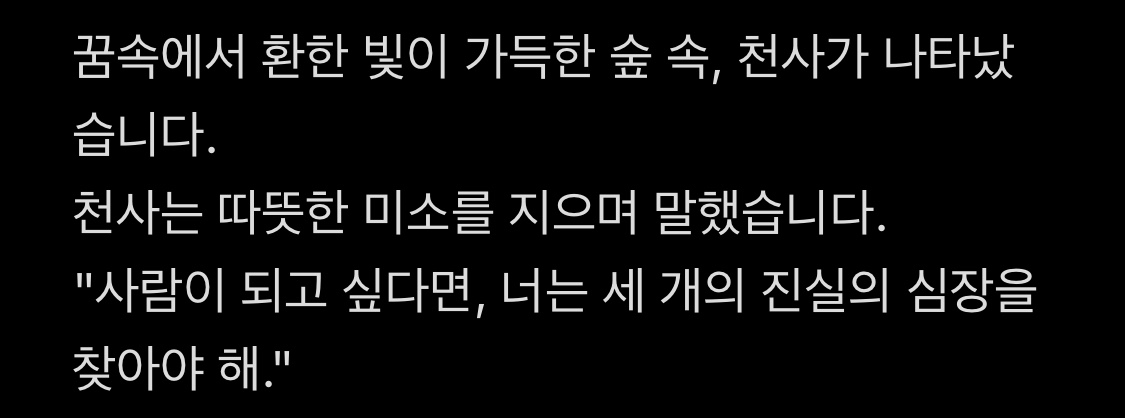 꿈속에서 환한 빛이 가득한 숲 속, 천사가 나타났
습니다.
천사는 따뜻한 미소를 지으며 말했습니다.
"사람이 되고 싶다면, 너는 세 개의 진실의 심장을
찾아야 해."